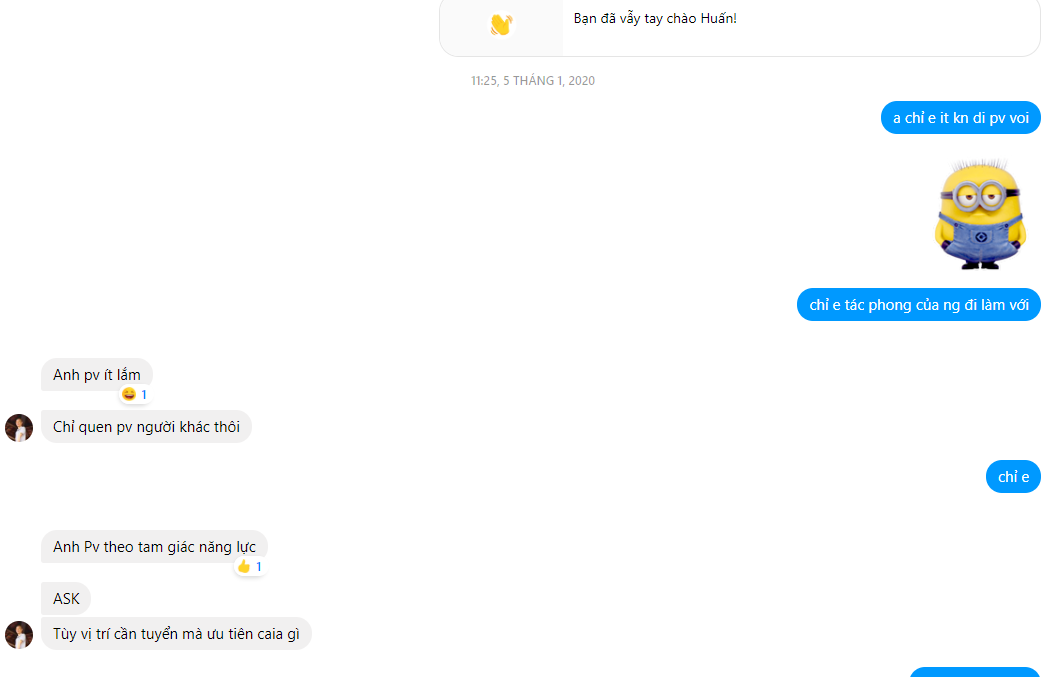 Bạn đã vẫy tay chào Huấn!
11:25, 5 THÁNG 1, 2020
a chỉ e it kn di pv voi
chỉ e tác phong của ng đi làm với
Anh pv ít lắm
1
Chỉ quen pv người khác thôi
chỉ e
Anh Pv theo tam giác năng lực
1
ASK
Tùy vị trí cần tuyển mà ưu tiên caia gì